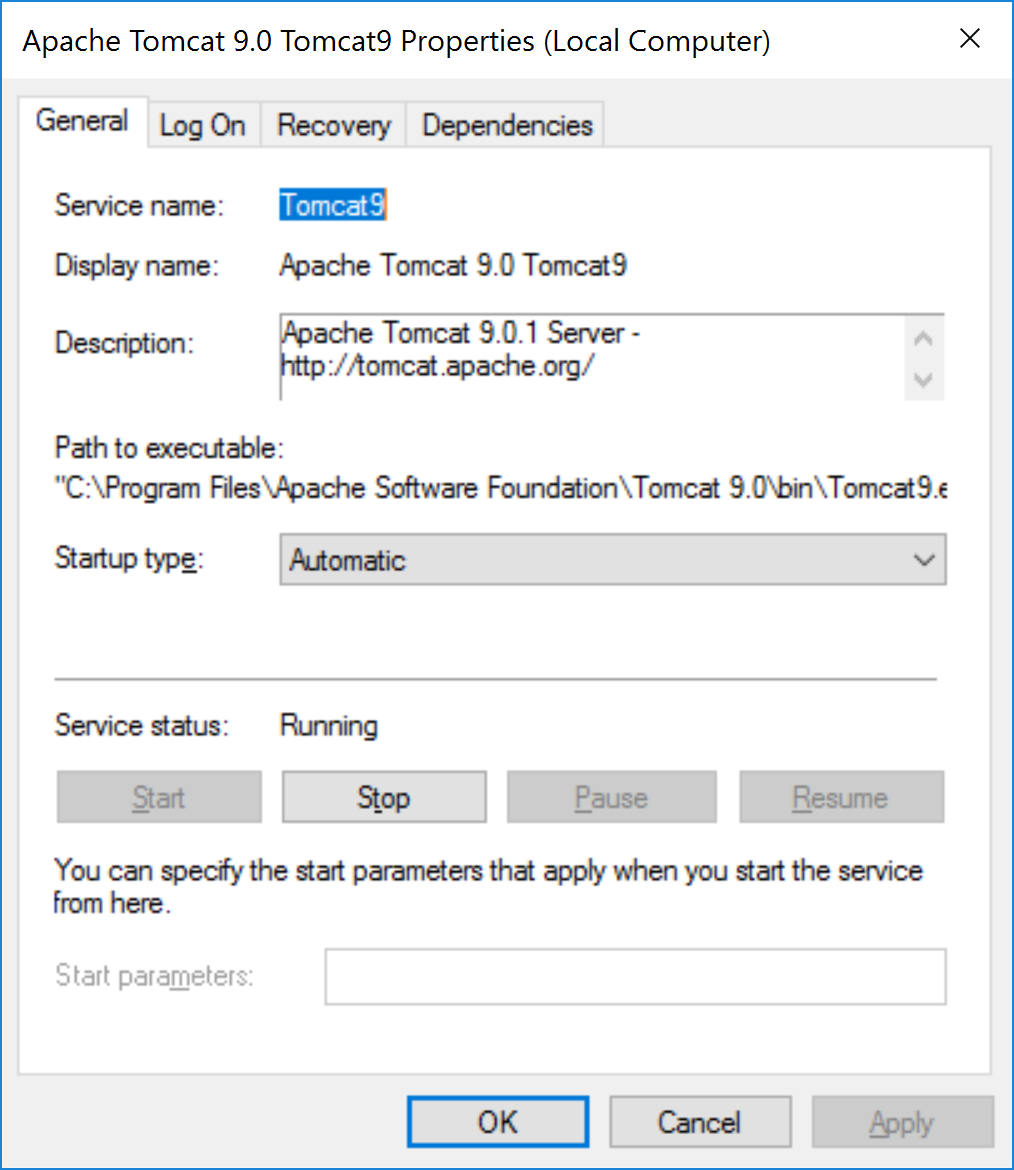 Apache Tomcat 9.0 Tomcat9 Properties (Local Computer)
General Log On Recovery Dependencies
Service name: Tomcat9
Display name: Apache Tomcat 9.0 Tomcat9
Description: Apache Tomcat 9.0.1 Server -
http://tomcat.apache.org/
Path to executable:
"C:\Program Files\Apache Software Foundation\Tomcat 9.0\bin\Tomcat9.e
Startup type: Automatic
Service status: Running
Start Stop Pause Resume
You can specify the start parameters that apply when you start the service
from here.
Start parameters:
OK Cancel Apply